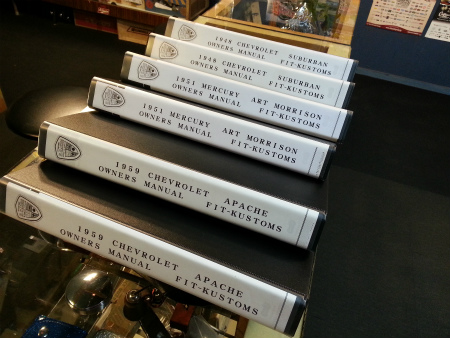 1948 CHEVROLET SUBURBAN
OWNERS MANUAL FIT-KUSTOMS
1948 CHEVROLET SUBURBAN
OWNERS MANUAL FIT-KUSTOMS
1951 MERCURY ART MORRISON
OWNERS MANUAL FIT-KUSTOMS
1951 MERCURY ART MORRISON
OWNERS MANUAL FIT-KUSTOMS
1959 CHEVROLET APACHE
OWNERS MANUAL FIT-KUSTOMS
1959 CHEVROLET APACHE
OWNERS MANUAL FIT-KUSTOMS